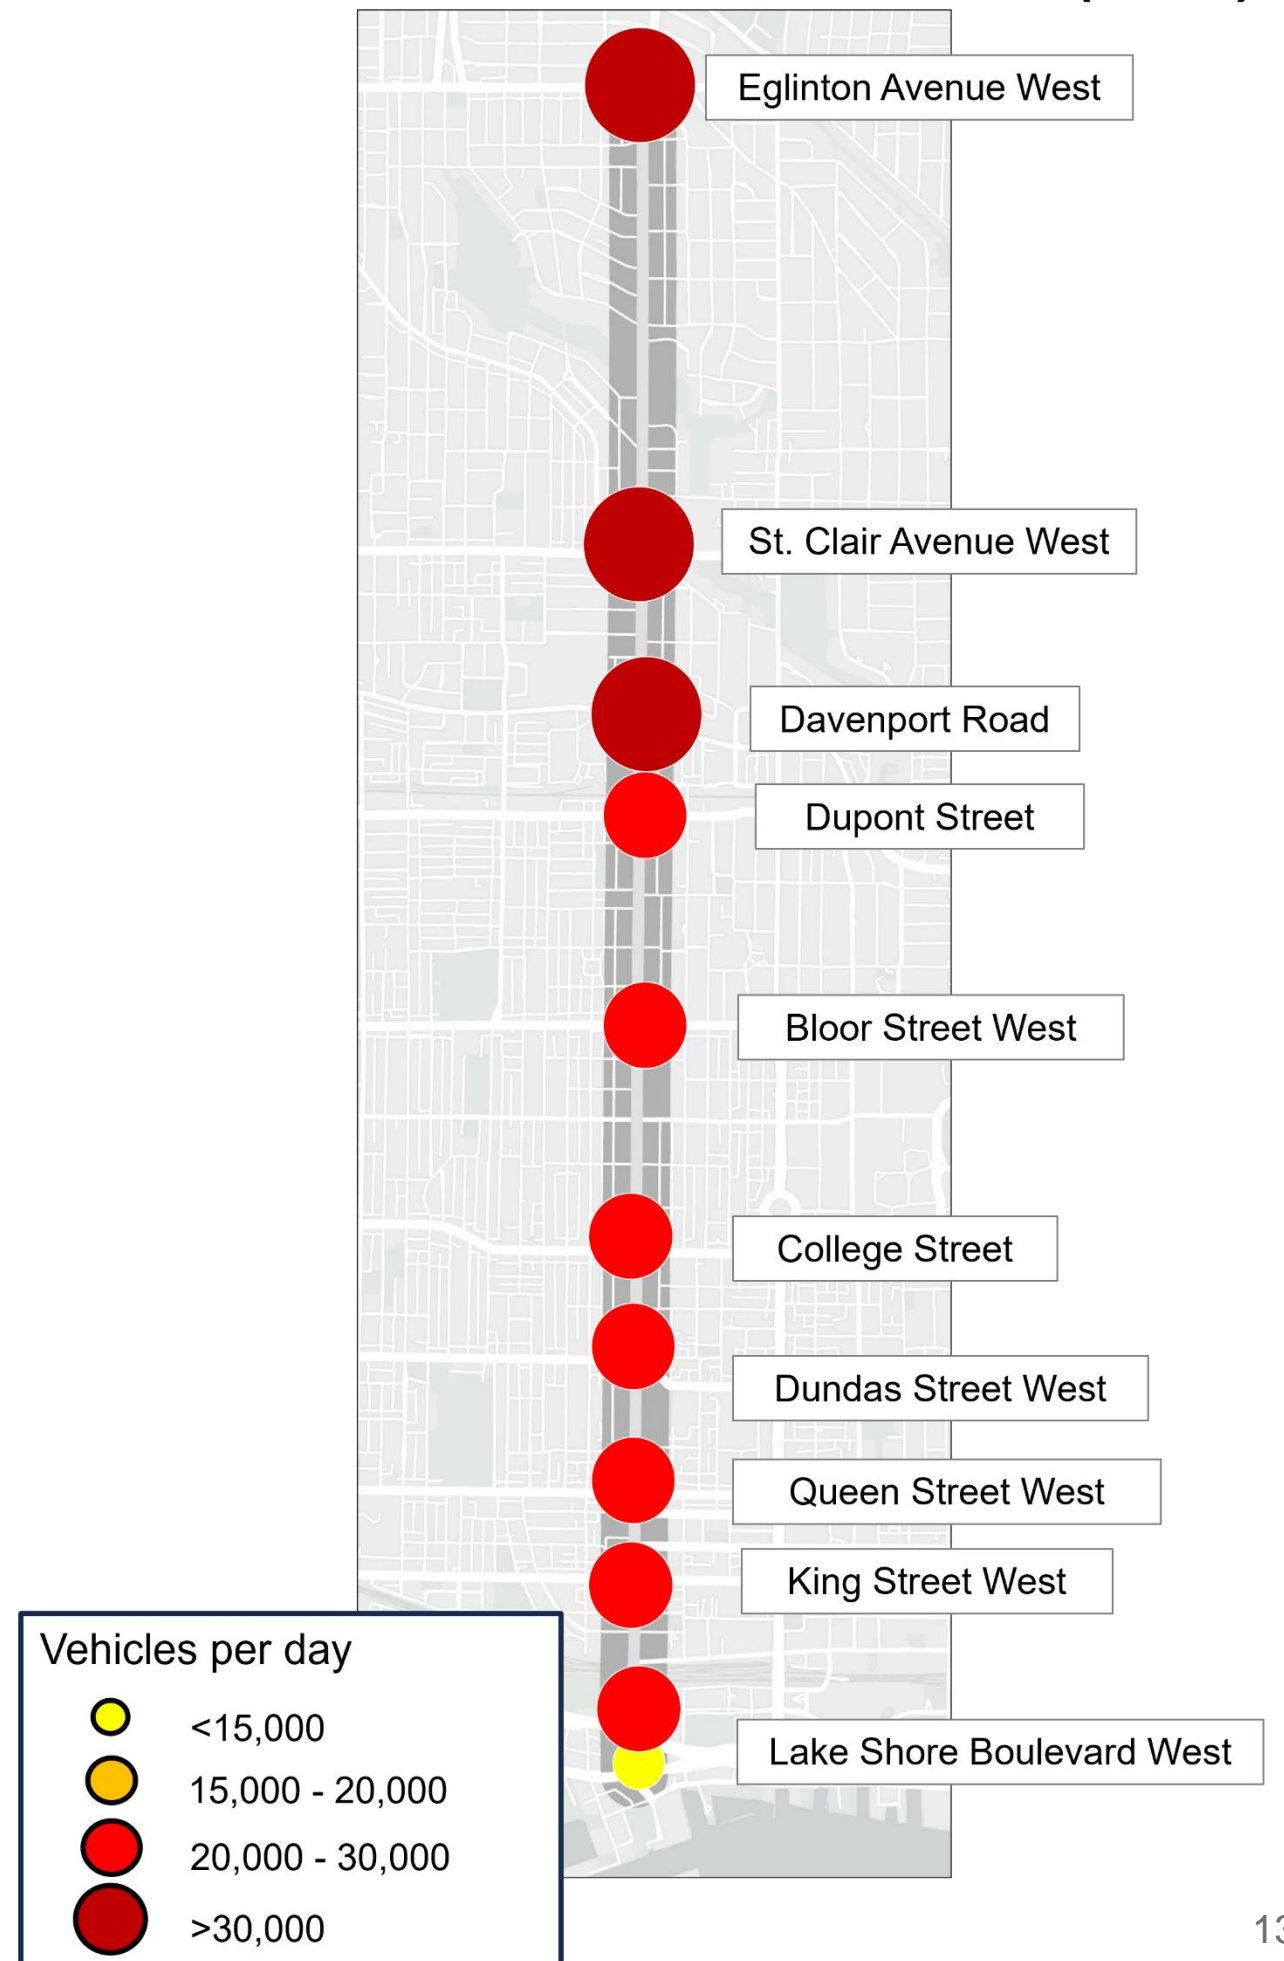 Eglinton Avenue West
St. Clair Avenue West
Davenport Road
Dupont Street
Bloor Street West
College Street
Dundas Street West
Queen Street West
King Street West
Lake Shore Boulevard West
Vehicles per day
<15,000
15,000 - 20,000
20,000 - 30,000
>30,000
13